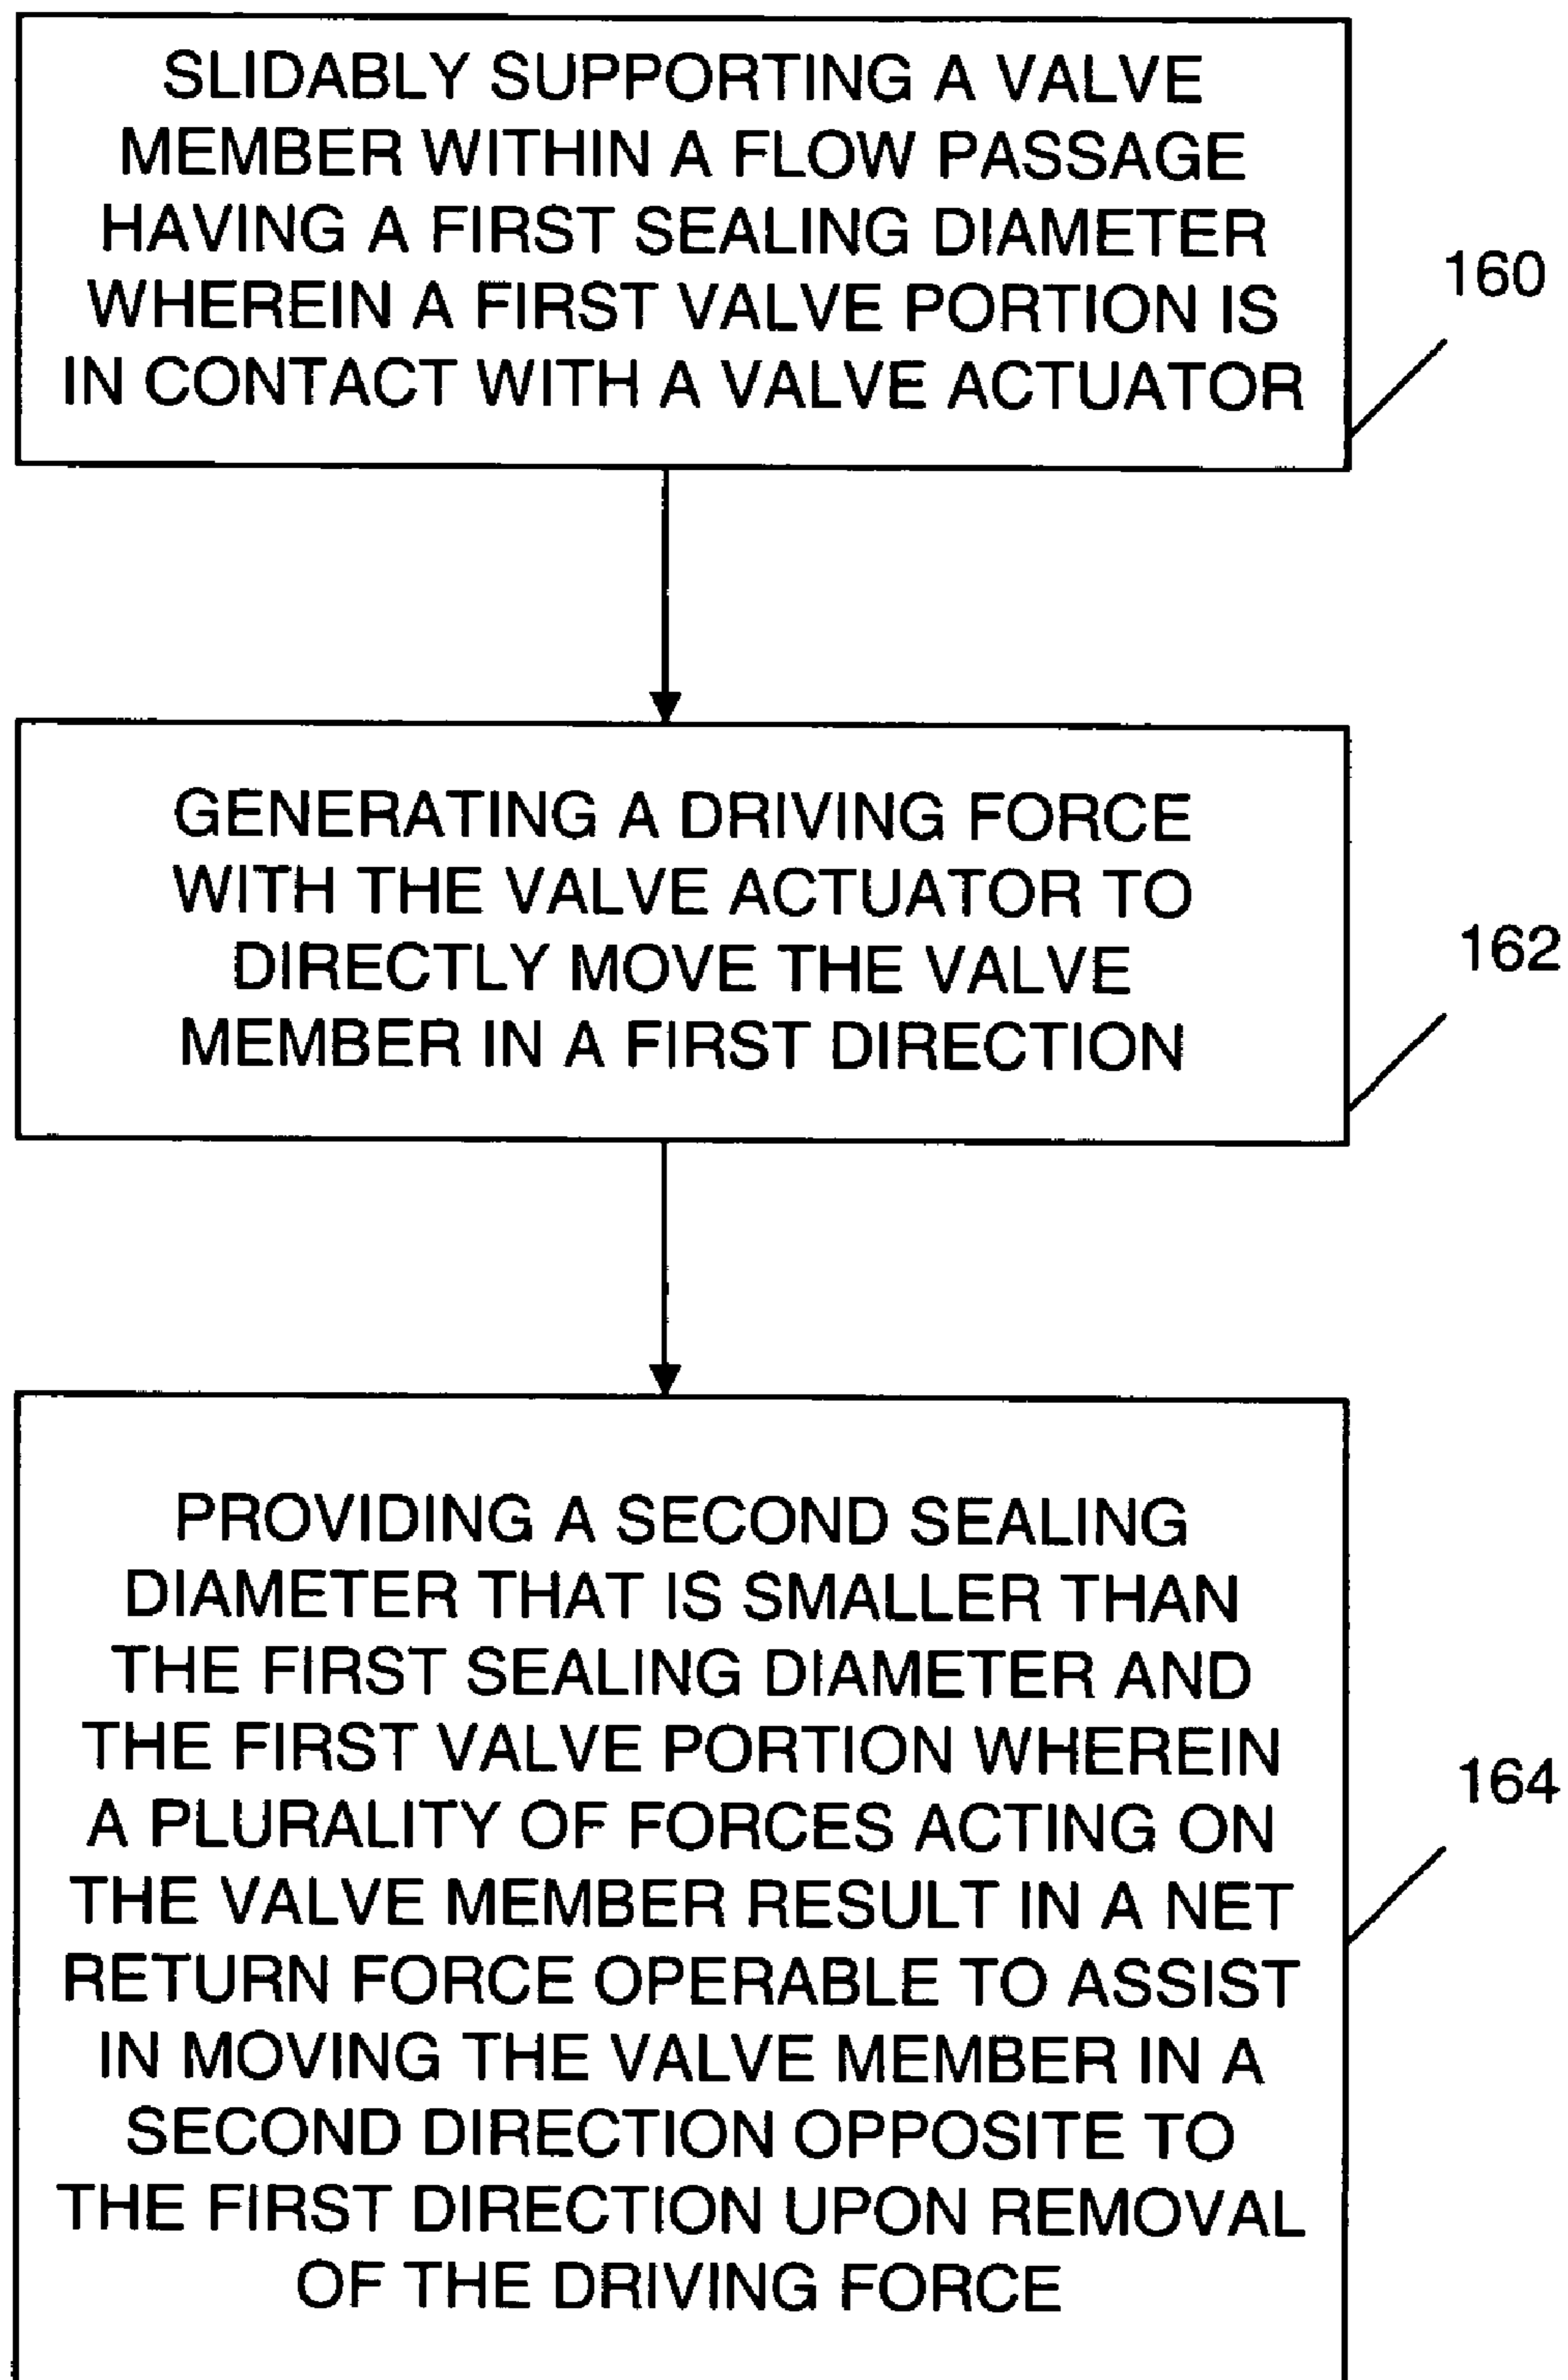 SLIDABLY SUPPORTING A VALVE
MEMBER WITHIN A FLOW PASSAGE
HAVING A FIRST SEALING DIAMETER
WHEREIN A FIRST VALVE PORTION IS
IN CONTACT WITH A VALVE ACTUATOR
160
GENERATING A DRIVING FORCE
WITH THE VALVE ACTUATOR TO
DIRECTLY MOVE THE VALVE
MEMBER IN A FIRST DIRECTION
162
PROVIDING A SECOND SEALING
DIAMETER THAT IS SMALLER THAN
THE FIRST SEALING DIAMETER AND
THE FIRST VALVE PORTION WHEREIN
A PLURALITY OF FORCES ACTING ON
THE VALVE MEMBER RESULT IN A NET
RETURN FORCE OPERABLE TO ASSIST
IN MOVING THE VALVE MEMBER IN A
SECOND DIRECTION OPPOSITE TO
THE FIRST DIRECTION UPON REMOVAL
OF THE DRIVING FORCE
164